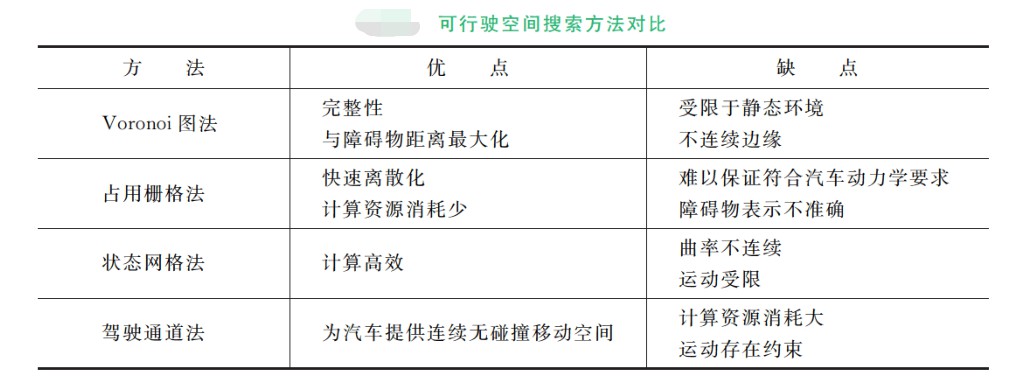 可行驶空间搜索方法对比
方 法 优 点 缺 点
Voronoi 图法
完整性
与障碍物距离最大化
受限于静态环境
不连续边缘
占用栅格法
快速离散化
计算资源消耗少
难以保证符合汽车动力学要求
障碍物表示不准确
状态网格法
计算高效
曲率不连续
运动受限
驾驶通道法
为汽车提供连续无碰撞移动空间
计算资源消耗大
运动存在约束